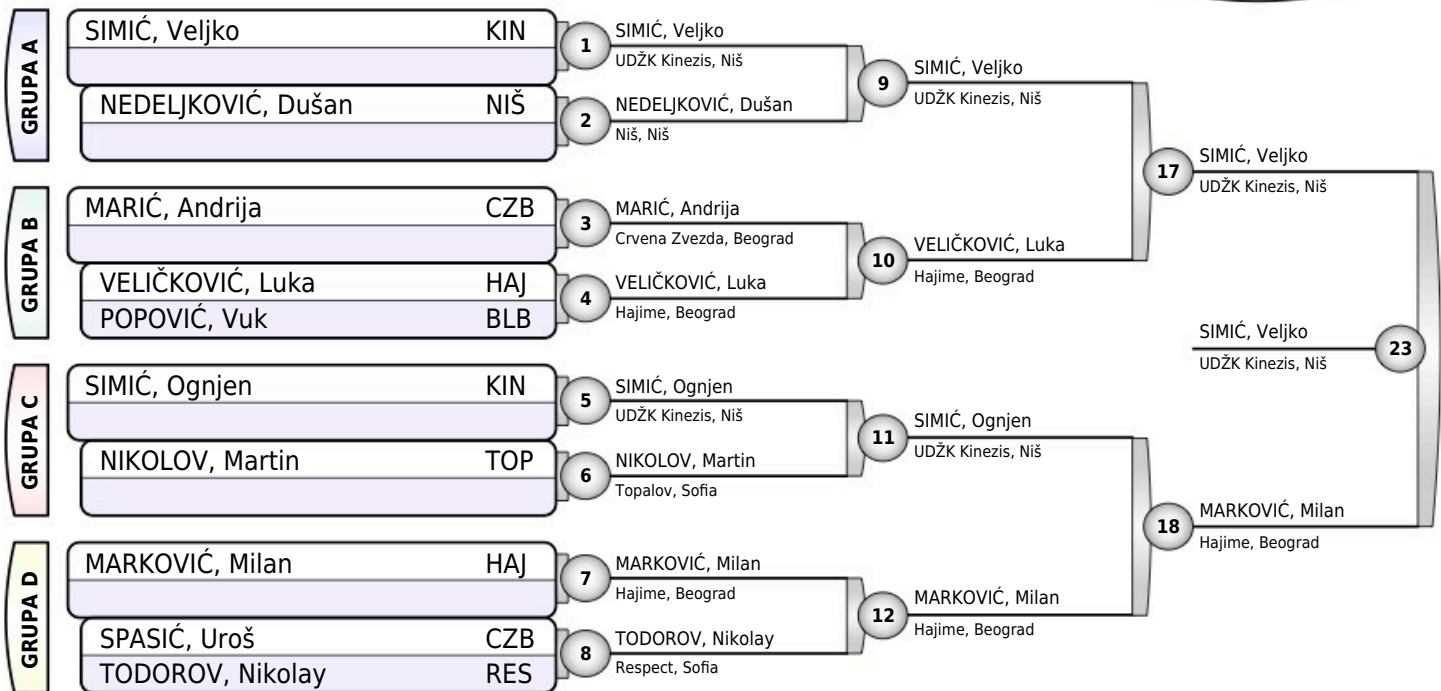 GRUPA A
SIMIĆ, Veljko KIN
NEDELJKOVIĆ, Dušan NIŠ
GRUPA B
MARIĆ, Andrija CZB
VELIČKOVIĆ, Luka HAJ
POPOVIĆ, Vuk BLB
GRUPA C
SIMIĆ, Ognjen KIN
NIKOLOV, Martin TOP
GRUPA D
MARKOVIĆ, Milan HAJ
SPASIĆ, Uroš CZB
TODOROV, Nikolay RES
1
SIMIĆ, Veljko
UDŽK Kinezis, Niš
2
NEDELJKOVIĆ, Dušan
Niš, Niš
3
MARIĆ, Andrija
Crvena Zvezda, Beograd
4
VELIČKOVIĆ, Luka
Hajime, Beograd
5
SIMIĆ, Ognjen
UDŽK Kinezis, Niš
6
NIKOLOV, Martin
Topalov, Sofia
7
MARKOVIĆ, Milan
Hajime, Beograd
8
TODOROV, Nikolay
Respect, Sofia
9
SIMIĆ, Veljko
UDŽK Kinezis, Niš
10
VELIČKOVIĆ, Luka
Hajime, Beograd
11
SIMIĆ, Ognjen
UDŽK Kinezis, Niš
12
MARKOVIĆ, Milan
Hajime, Beograd
17
SIMIĆ, Veljko
UDŽK Kinezis, Niš
18
MARKOVIĆ, Milan
Hajime, Beograd
SIMIĆ, Veljko
UDŽK Kinezis, Niš
23